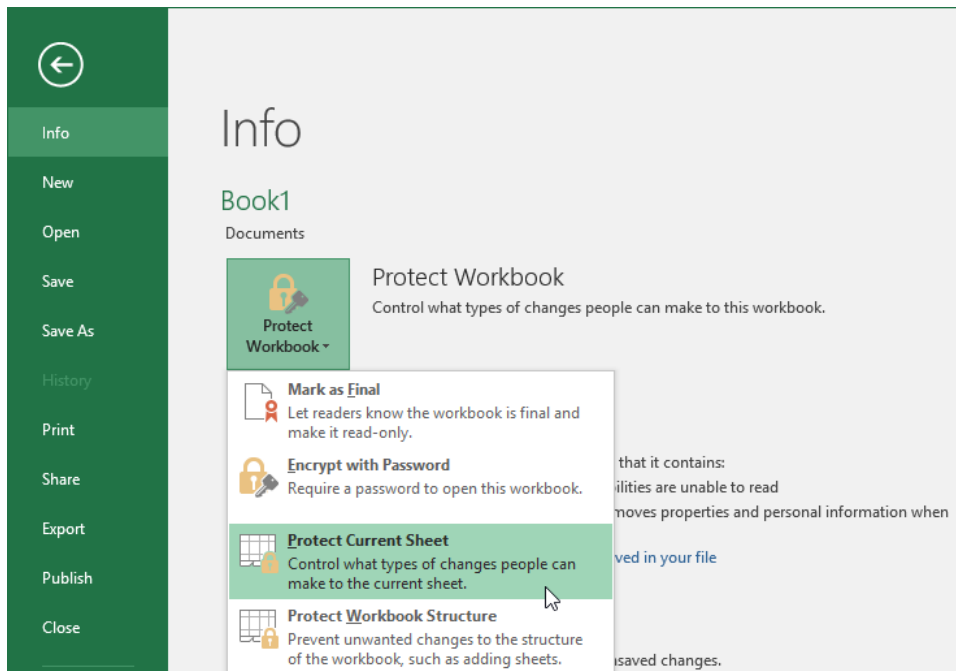 Info
New
Open
Save
Save As
History
Print
Share
Export
Publish
Close
Info
Book1
Documents
Protect
Workbook
Protect Workbook
Control what types of changes people can make to this workbook.
Mark as Final
Let readers know the workbook is final and
make it read-only.
Encrypt with Password
Require a password to open this workbook.
Protect Current Sheet
Control what types of changes people can
make to the current sheet.
Protect Workbook Structure
Prevent unwanted changes to the structure
of the workbook, such as adding sheets.
that it contains:
are unable to read
properties and personal information when
in your file
changes.